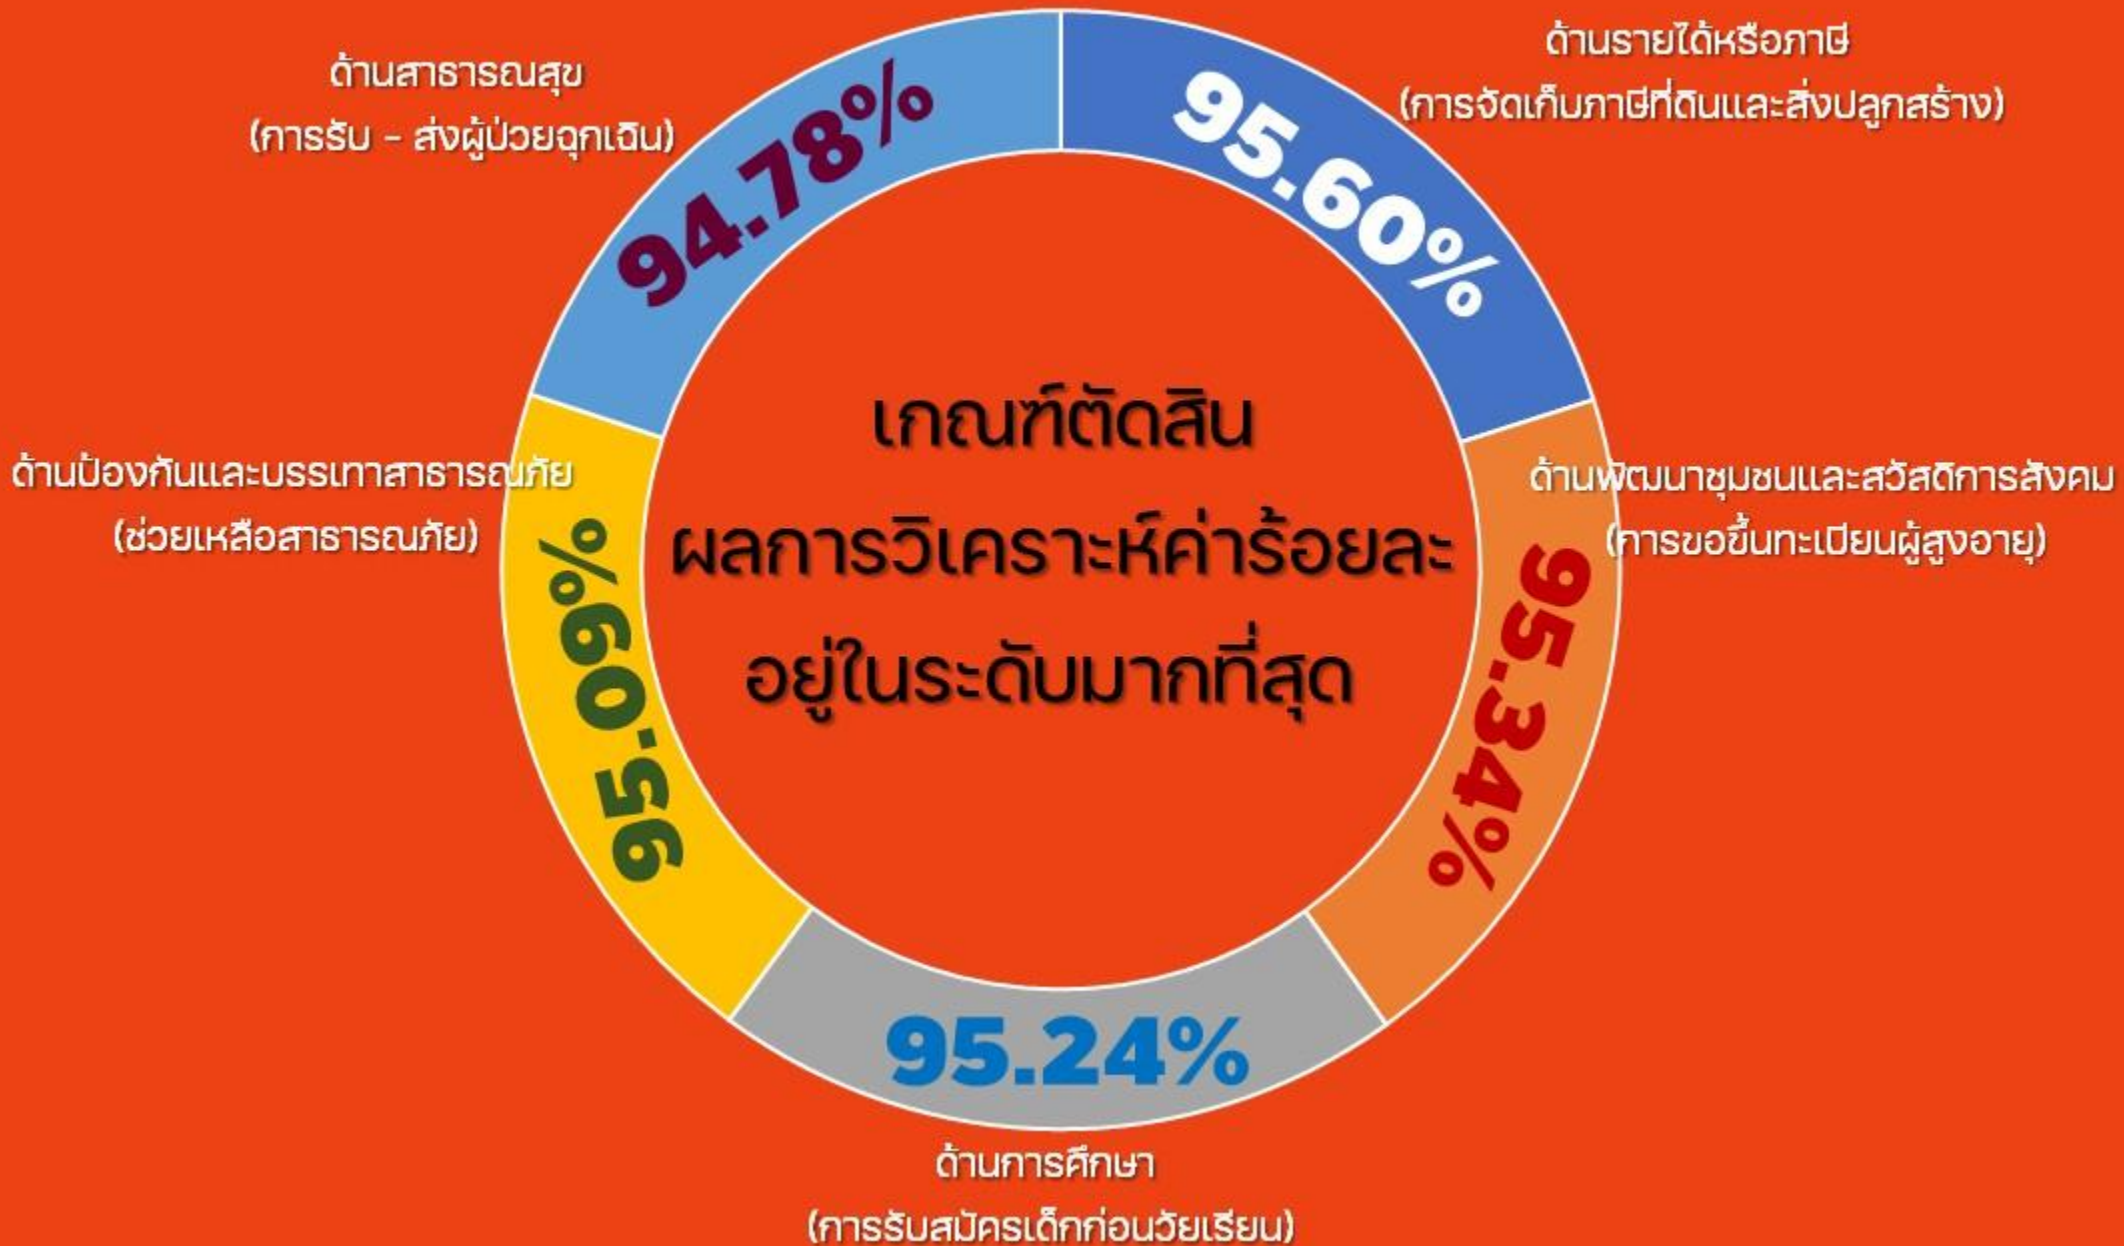 ด้านสาธารณสุข
(การรับ - ส่งผู้ป่วยฉุกเฉิน)
94.78%
ด้านรายได้หรือภาษี
(การจัดเก็บภาษีที่ดินและสิ่งปลูกสร้าง)
95.60%
ด้านป้องกันและบรรเทาสาธารณภัย
(ช่วยเหลือสาธารณภัย)
95.09%
เกณฑ์ตัดสิน
ผลการวิเคราะห์ค่าร้อยละ
อยู่ในระดับมากที่สุด
ด้านพัฒนาชุมชนและสวัสดิการสังคม
(การขอขึ้นทะเบียนผู้สูงอายุ)
95.34%
95.24%
ด้านการศึกษา
(การรับสมัครเด็กก่อนวัยเรียน)